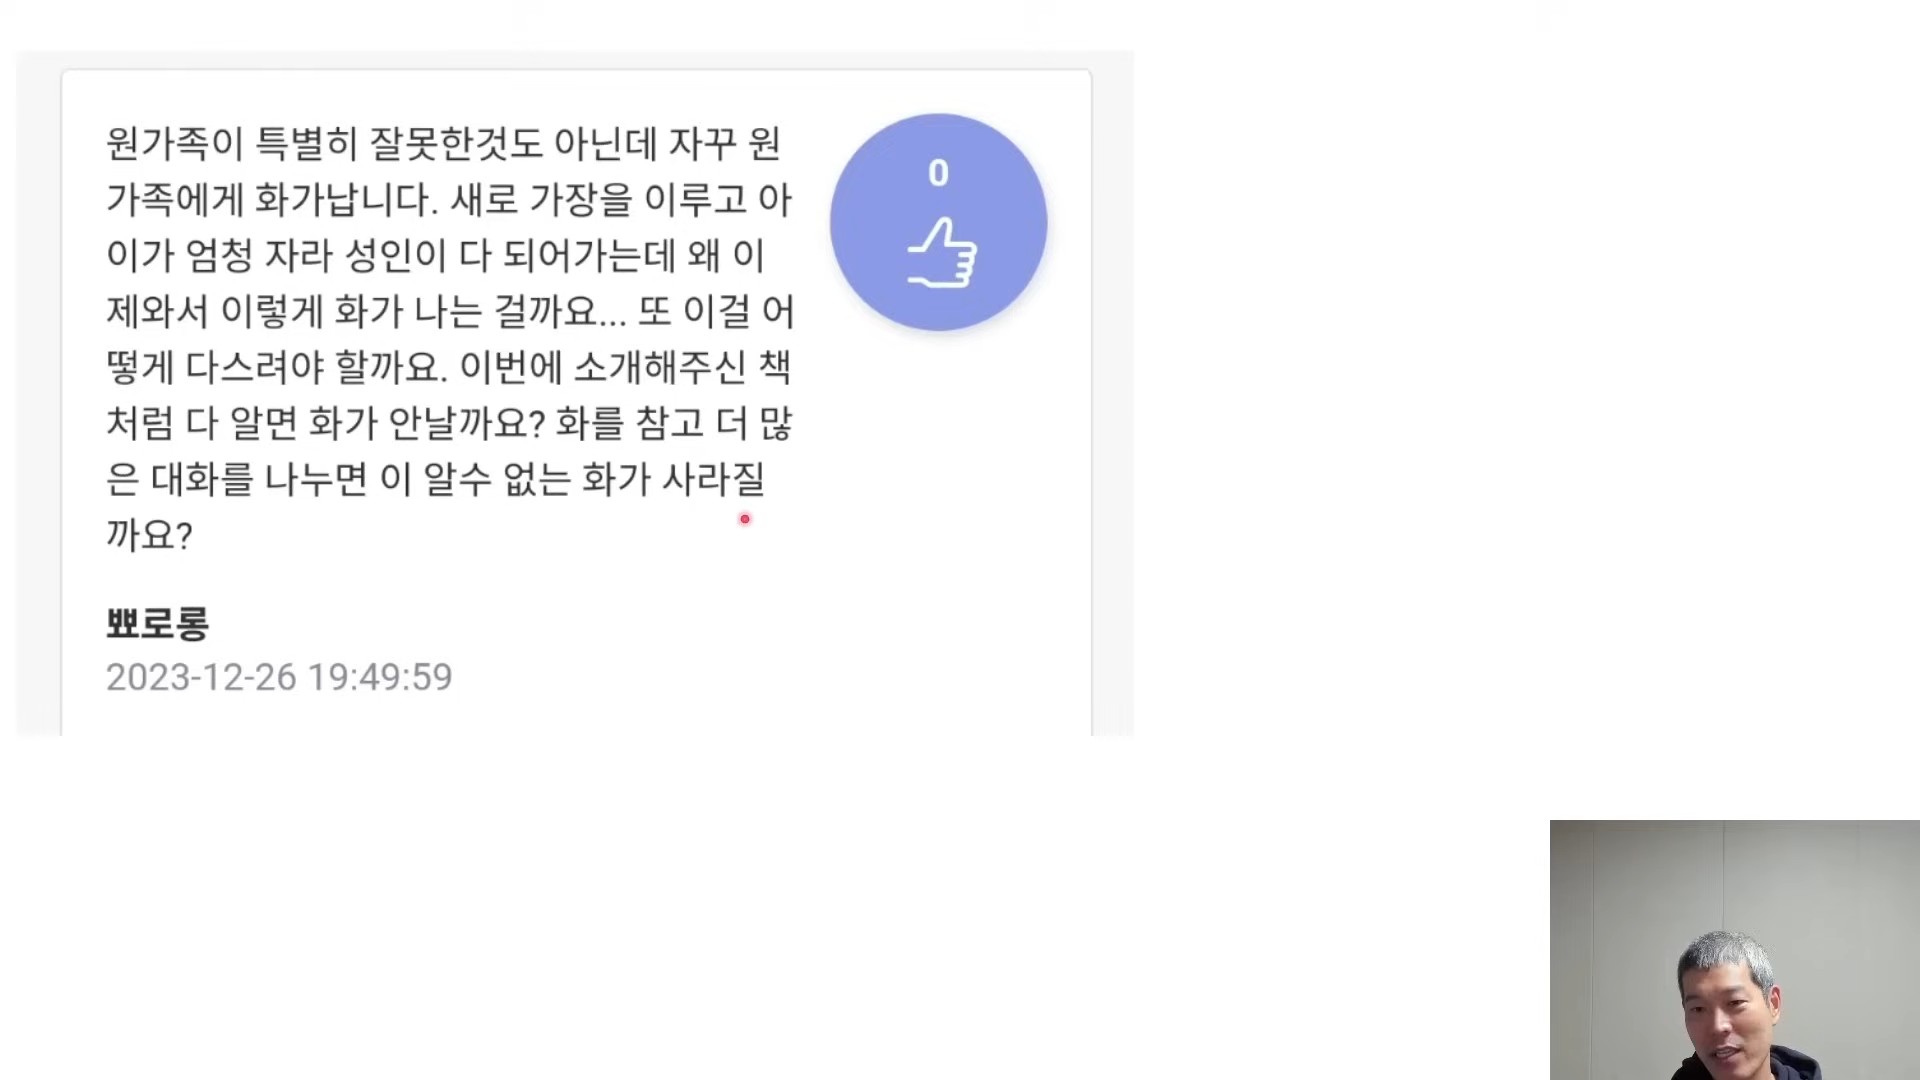 원가족이 특별히 잘못한것도 아닌데 자꾸 원
가족에게 화가납니다. 새로 가장을 이루고 아
이가 엄청 자라 성인이 다 되어가는데 왜 이
제와서 이렇게 화가 나는 걸까요... 또 이걸 어
떻게 다스려야 할까요. 이번에 소개해주신 책
처럼 다 알면 화가 안날까요? 화를 참고 더 많
은 대화를 나누면 이 알수 없는 화가 사라질
까요?
0
뾰로롱
2023-12-26 19:49:59